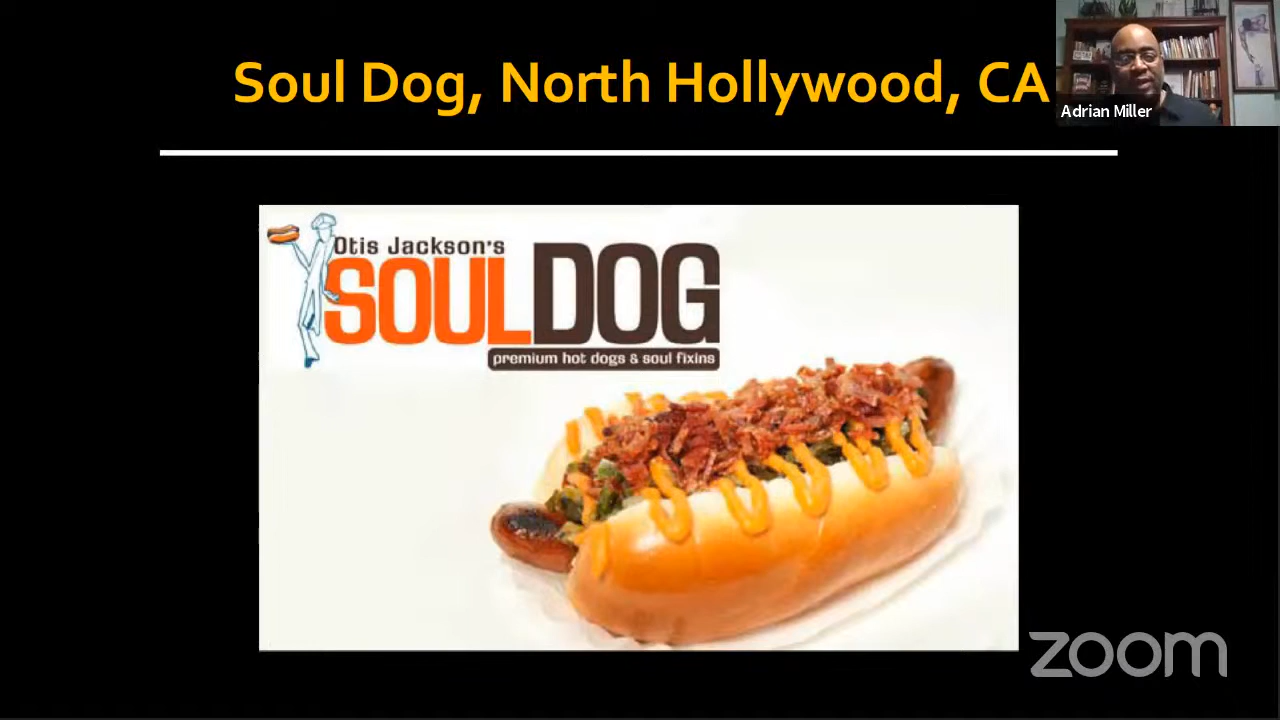 Soul Dog, North Hollywood, CA
Adrian Miller
Otis Jackson's
SOULDOG
premium hot dogs & soul fixins
zoom